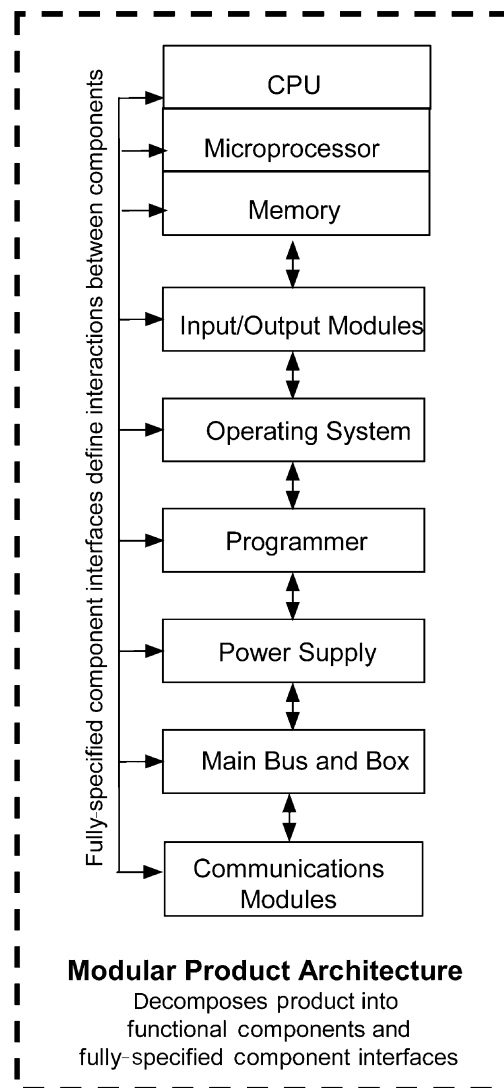 Fully-specified component interfaces define interactions between components
CPU
Microprocessor
Memory
Input/Output Modules
Operating System
Programmer
Power Supply
Main Bus and Box
Communications
Modules
Modular Product Architecture
Decomposes product into
functional components and
fully-specified component interfaces